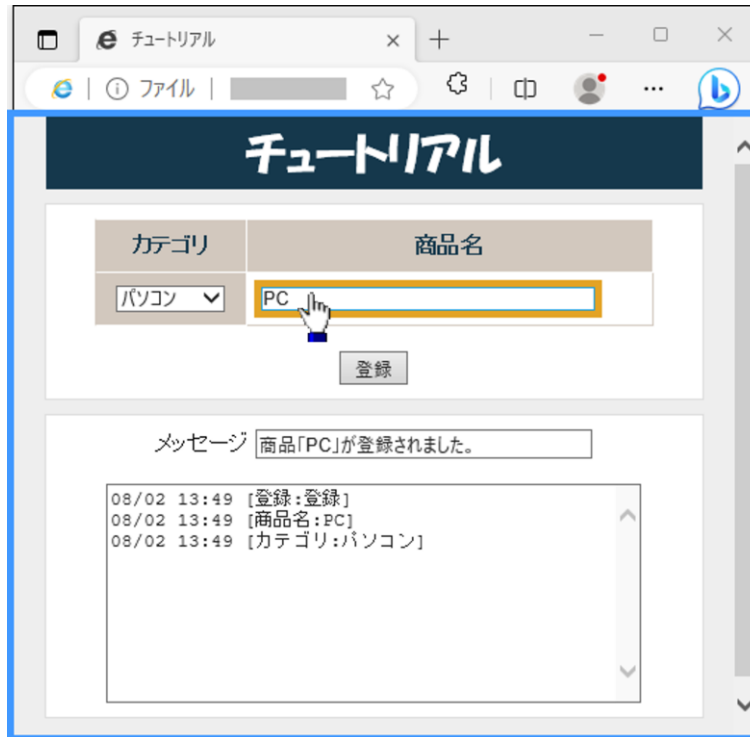 チュートリアル
ファイル
チュートリアル
カテゴリ 商品名
パソコン PC
登録
メッセージ 商品「PC」が登録されました。
08/02 13:49 [登録:登録]
08/02 13:49 [商品名:PC]
08/02 13:49 [カテゴリ:パソコン]